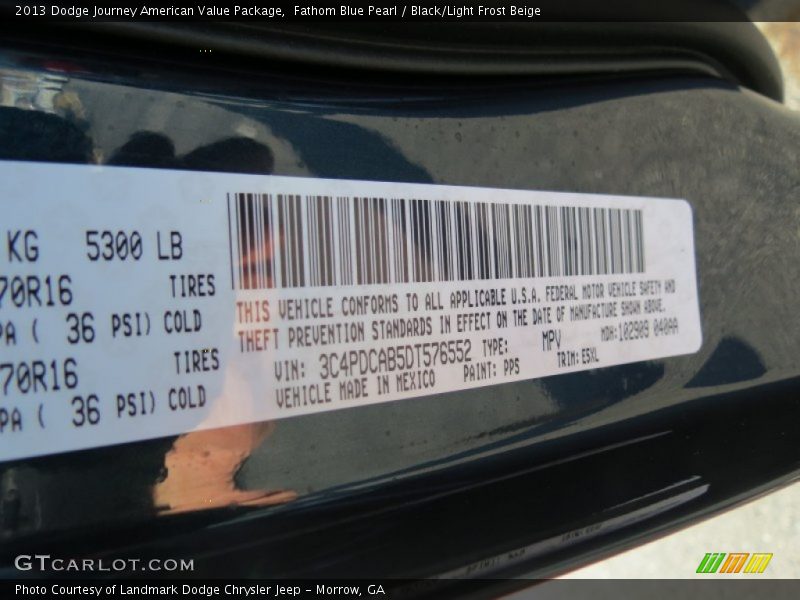 2013 Dodge Journey American Value Package, Fathom Blue Pearl / Black/Light Frost Beige
KG 5300 LB
70R16 TIRES
PA ( 36 PSI) COLD
70R16 TIRES
PA ( 36 PSI) COLD
THIS VEHICLE CONFORMS TO ALL APPLICABLE U.S.A. FEDERAL MOTOR VEHICLE SAFETY AND
THEFT PREVENTION STANDARDS IN EFFECT ON THE DATE OF MANUFACTURE SHOWN ABOVE.
MDH:102909 040AA
VIN: 3C4PDCAB5DT576552 TYPE: MPV
VEHICLE MADE IN MEXICO PAINT: PPS TRIM: E5XL
GTCARLOT.COM
Photo Courtesy of Landmark Dodge Chrysler Jeep – Morrow, GA